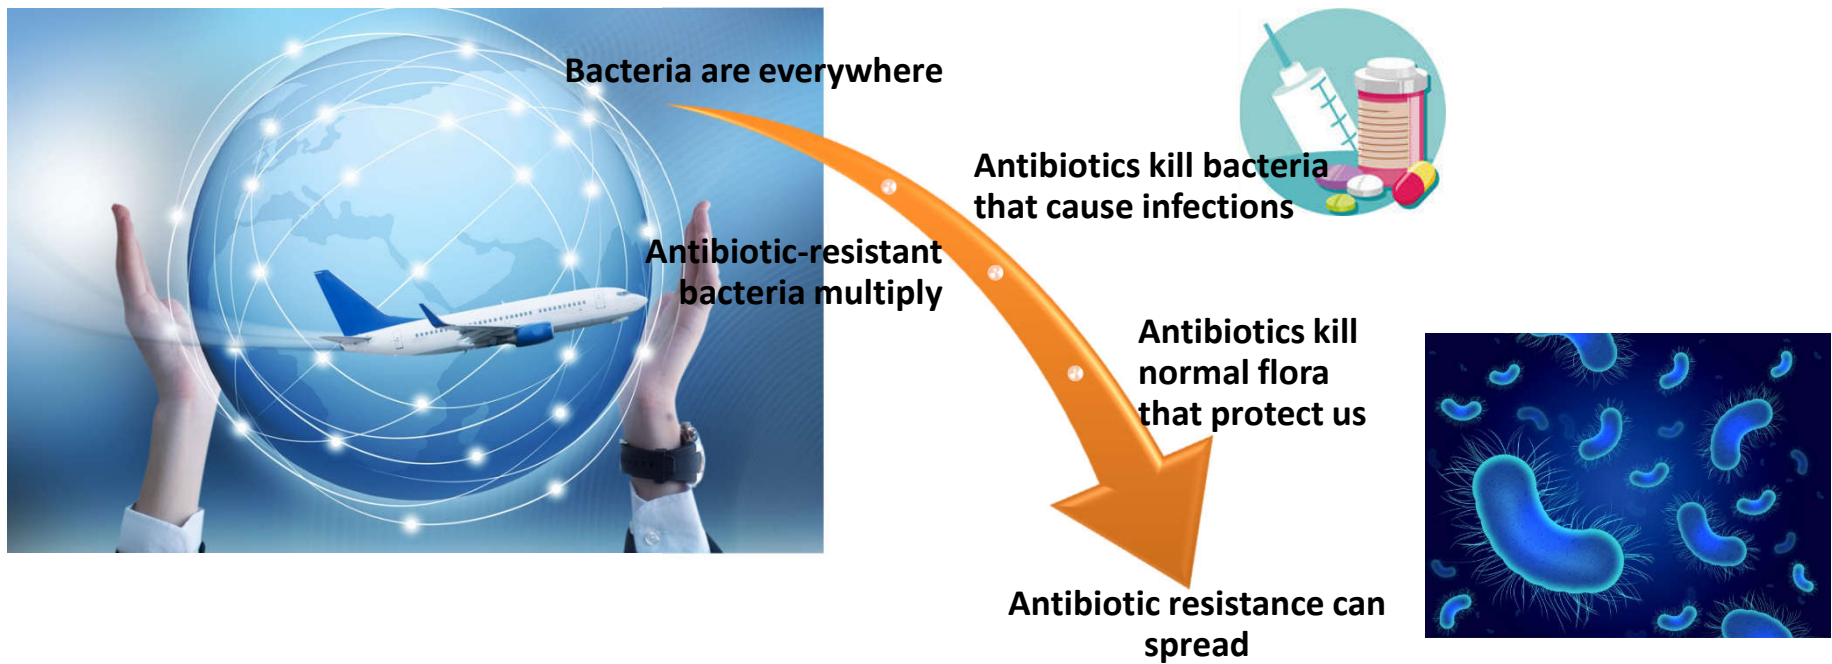 Bacteria are everywhere
Antibiotics kill bacteria
that cause infections
Antibiotic-resistant
bacteria multiply
Antibiotics kill
normal flora
that protect us
Antibiotic resistance can
spread